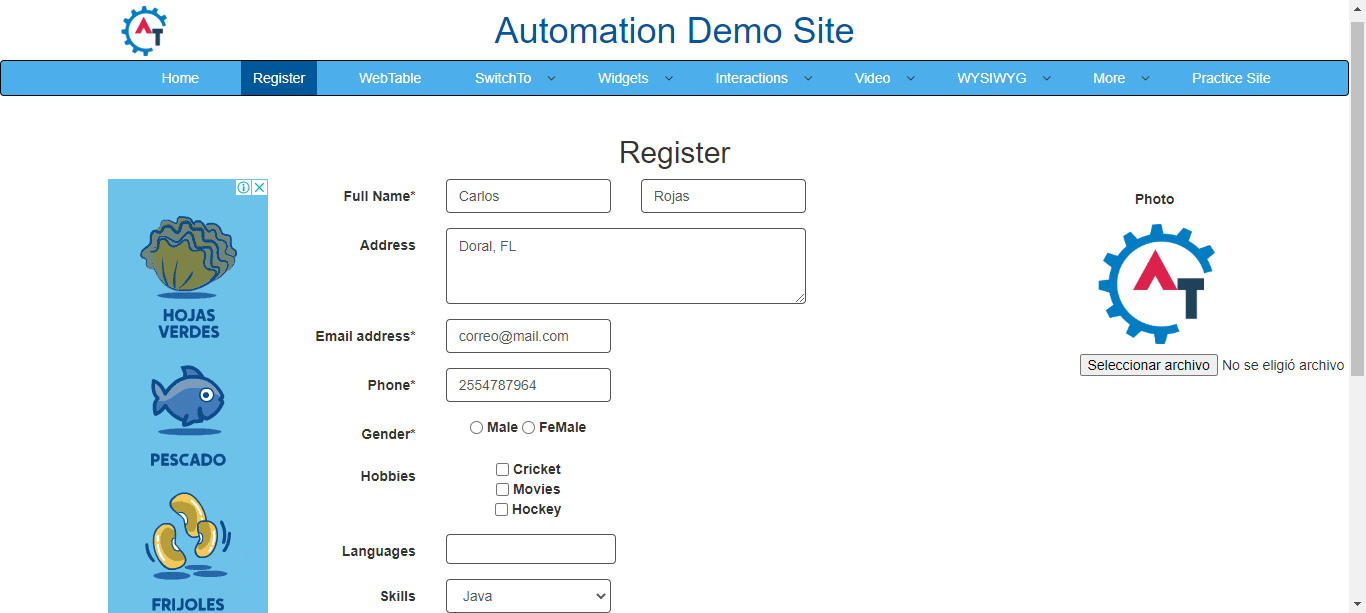 AT
Automation Demo Site
Home Register WebTable SwitchTo Widgets Interactions Video WYSIWYG More Practice Site
Register
Full Name* Carlos Rojas
Address Doral, FL
Email address* correo@mail.com
Phone* 2554787964
Gender* Male FeMale
Hobbies Cricket
Movies
Hockey
Languages
Skills Java
Photo
AT
Seleccionar archivo No se eligió archivo
HOJAS
VERDES
PESCADO
FRIJOLES